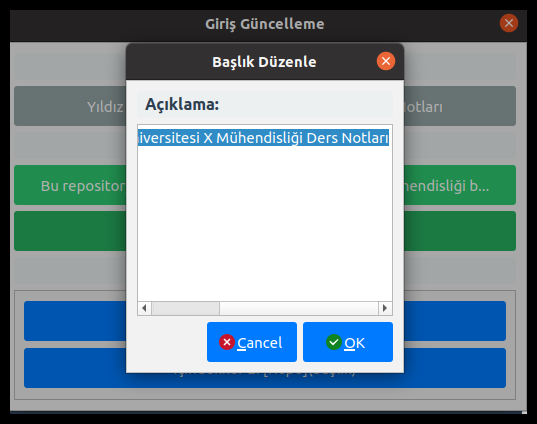 Giriş Güncelleme
Başlık Düzenle
Açıklama:
Yıldız
Notları
iversitesi X Mühendisliği Ders Notları
Bu repositor
hendisliği b...
Cancel
OK